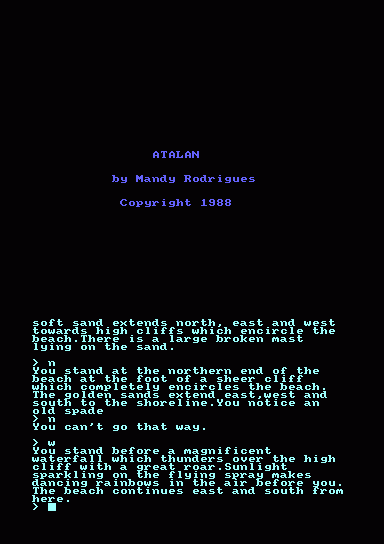 ATALAN
by Mandy Rodrigues
Copyright 1988
soft sand extends north, east and west
towards high cliffs which encircle the
beach.There is a large broken mast
lying on the sand.
> n
You stand at the northern end of the
beach at the foot of a sheer cliff
which completely encircles the beach.
The golden sands extend east,west and
south to the shoreline.You notice an
old spade
> n
You can't go that way.
> w
You stand before a magnificent
waterfall which thunders over the high
cliff with a great roar.Sunlight
sparkling on the flying spray makes
dancing rainbows in the air before you.
The beach continues east and south from
here.
>